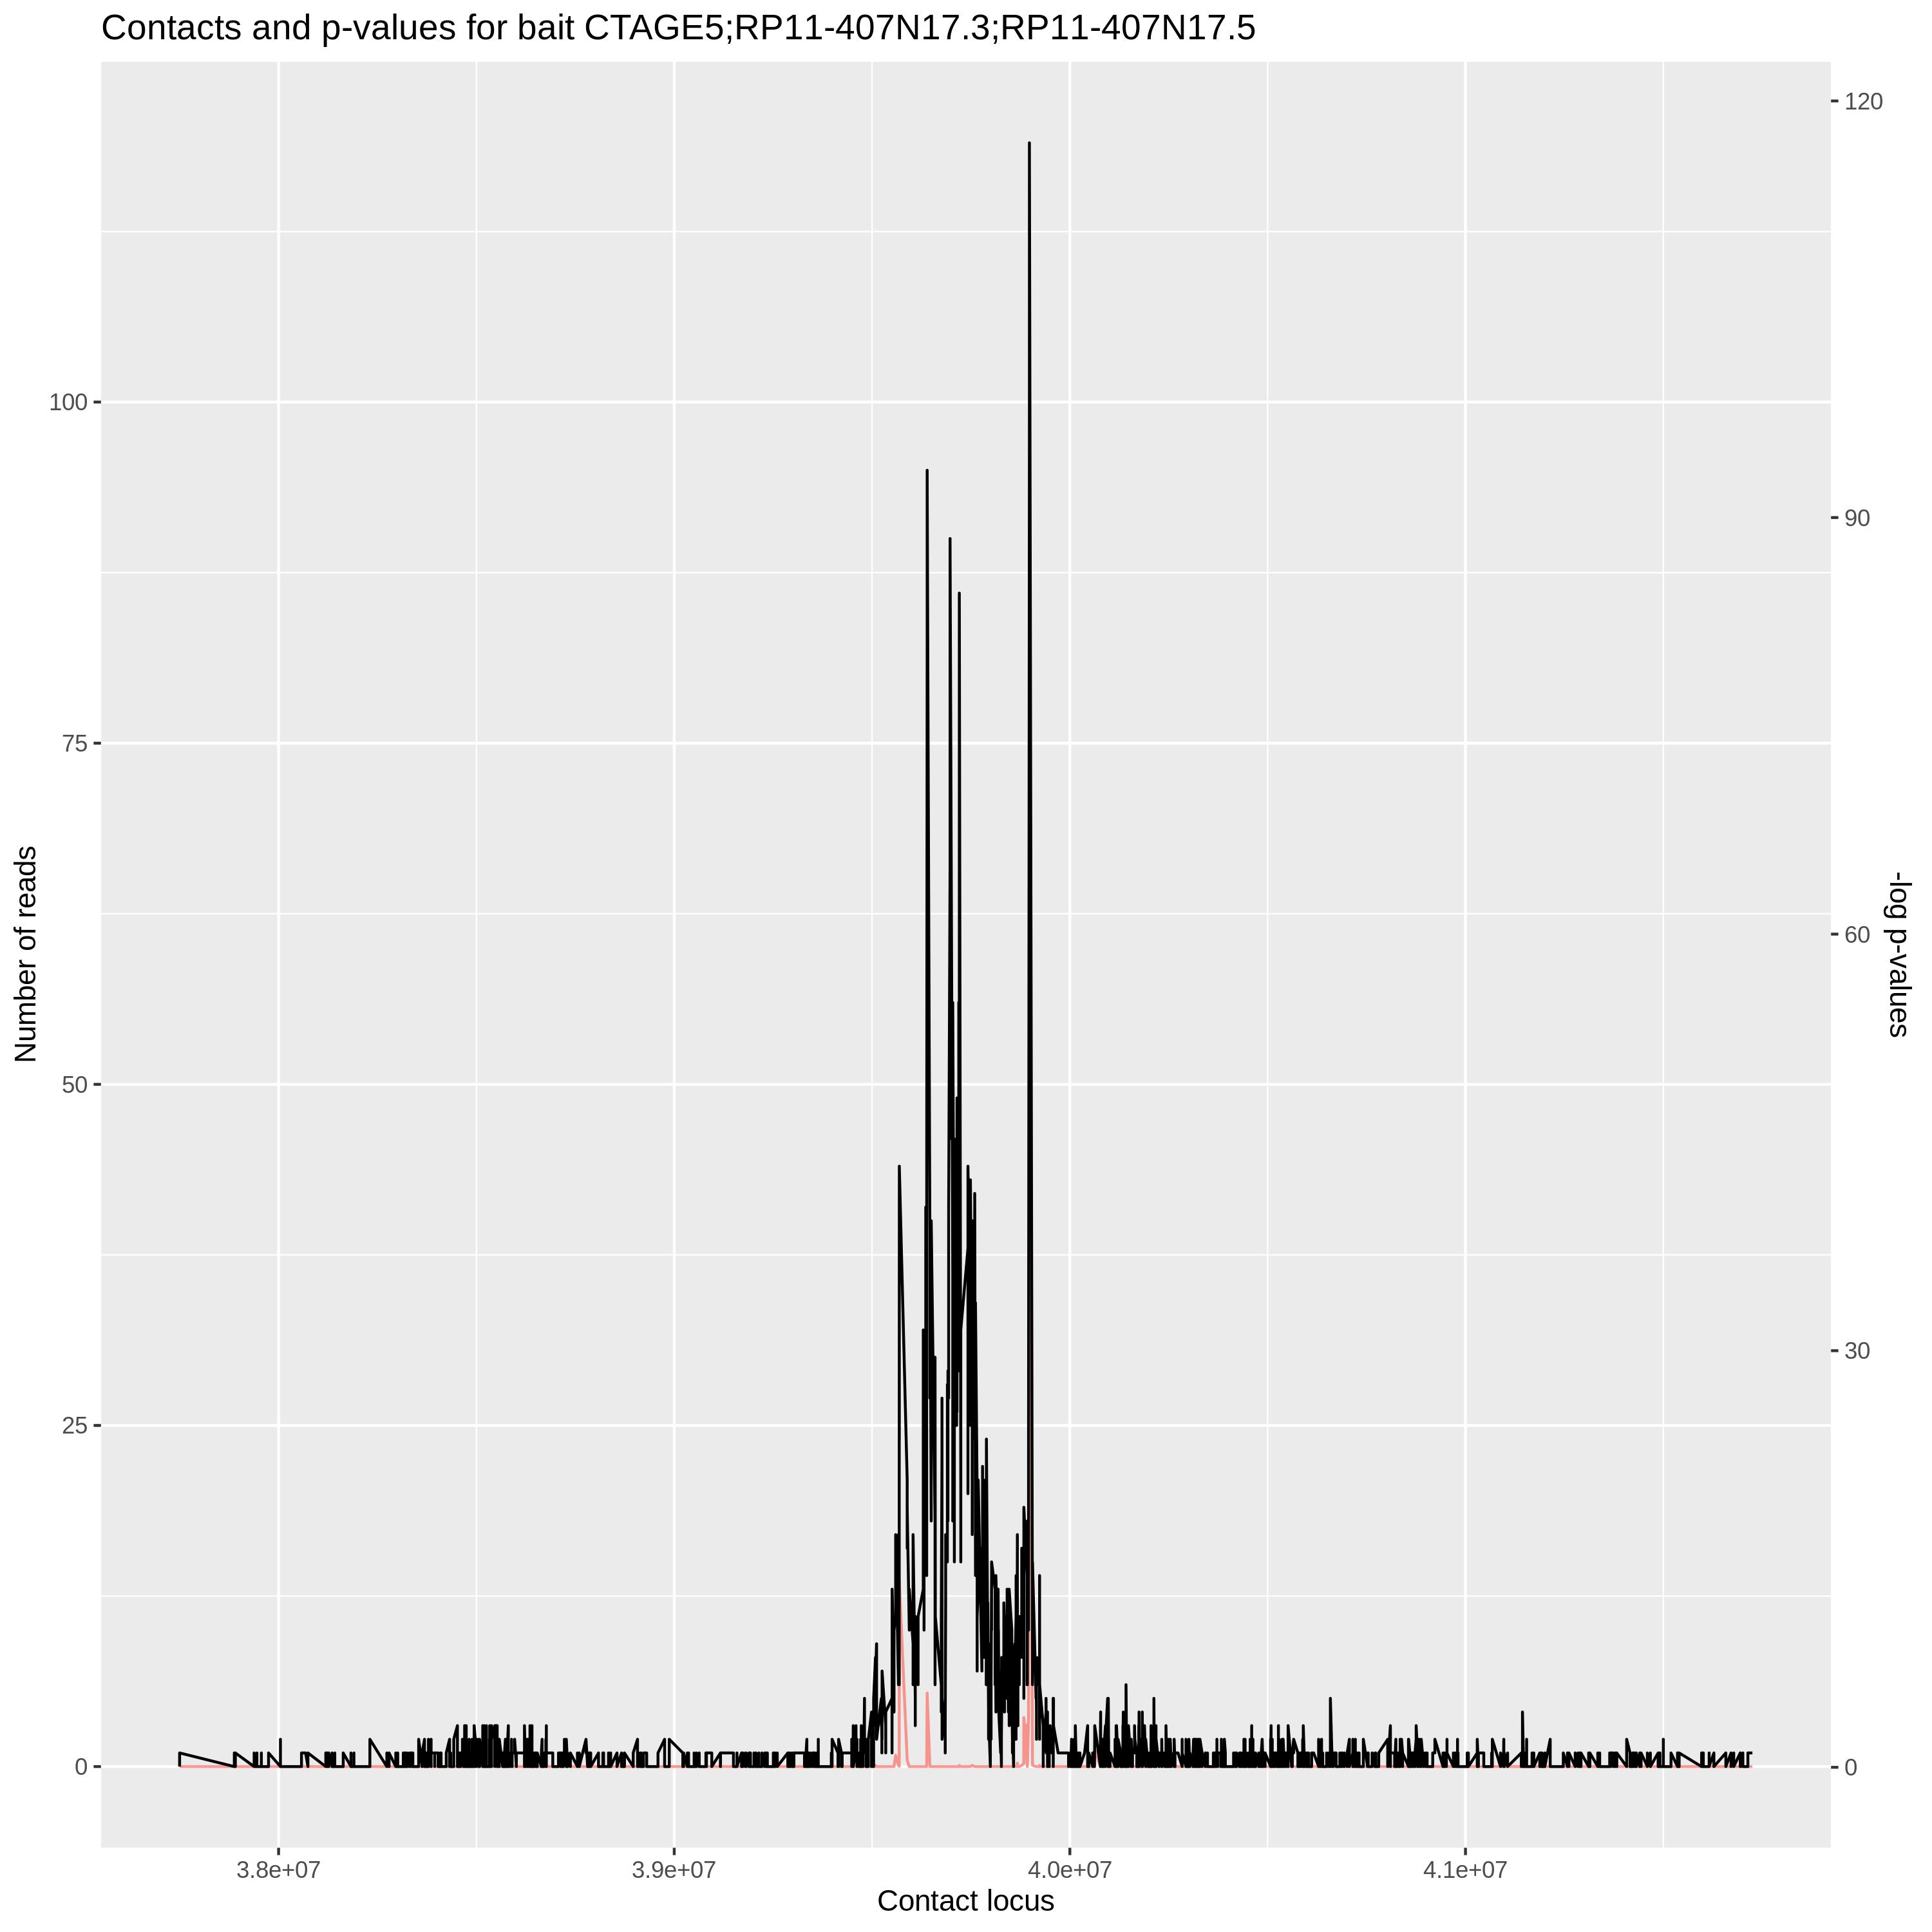 Contacts and p-values for bait CTAGE5;RP11-407N17.3;RP11-407N17.5
Number of reads
100
75
50
25
0
120
90
60
30
0
-log p-values
3.8e+07 3.9e+07 4.0e+07 4.1e+07
Contact locus